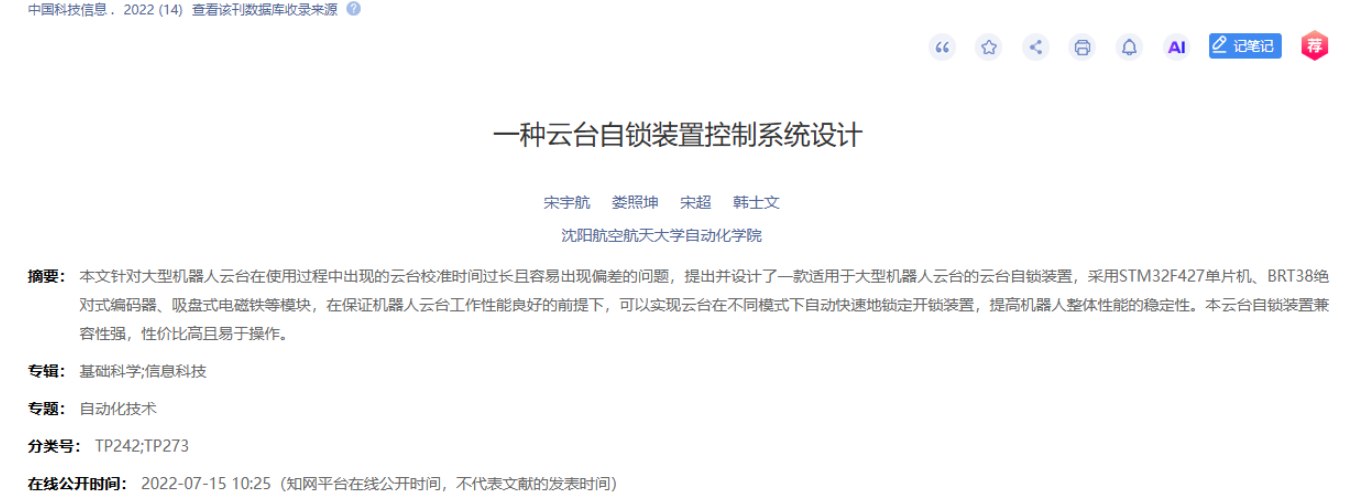 中国科技信息 . 2022 (14) 查看该刊数据库收录来源 ?
AI 记笔记 荐
一种云台自锁装置控制系统设计
宋宇航 娄照坤 宋超 韩士文
沈阳航空航天大学自动化学院
摘要： 本文针对大型机器人云台在使用过程中出现的云台校准时间过长且容易出现偏差的问题，提出并设计了一款适用于大型机器人云台的云台自锁装置，采用STM32F427单片机、BRT38绝
对式编码器、吸盘式电磁铁等模块，在保证机器人云台工作性能良好的前提下，可以实现云台在不同模式下自动快速地锁定开锁装置，提高机器人整体性能的稳定性。本云台自锁装置兼
容性强，性价比高且易于操作。
专辑： 基础科学;信息科技
专题： 自动化技术
分类号： TP242;TP273
在线公开时间： 2022-07-15 10:25（知网平台在线公开时间，不代表文献的发表时间）